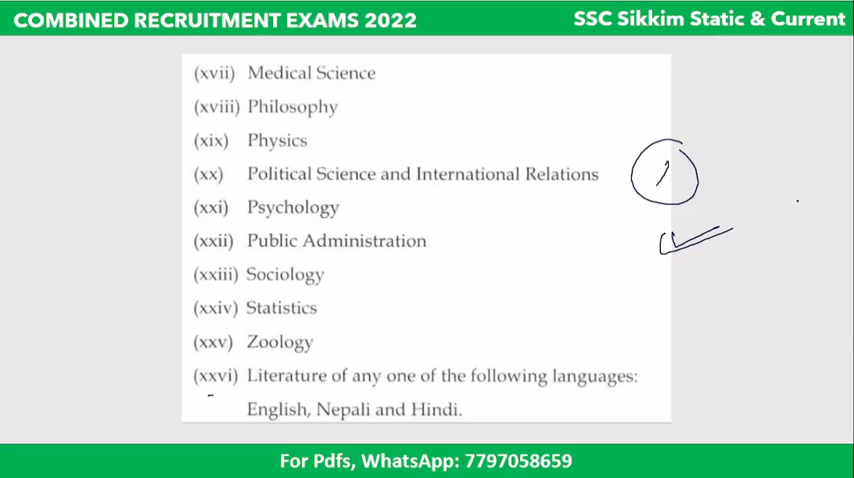 COMBINED RECRUITMENT EXAMS 2022
SSC Sikkim Static & Current
(xvii) Medical Science
(xviii) Philosophy
(xix) Physics
(xx) Political Science and International Relations
(xxi) Psychology
(xxii) Public Administration
(xxiii) Sociology
(xxiv) Statistics
(xxv) Zoology
(xxvi) Literature of any one of the following languages:
English, Nepali and Hindi.
For Pdfs, WhatsApp: 7797058659